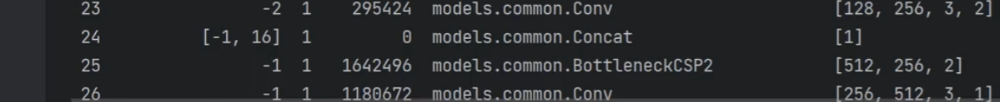 23 -2 1 295424 models.common.Conv [128, 256, 3, 2]
24 [-1, 16] 1 0 models.common.Concat [1]
25 -1 1 1642496 models.common.BottleneckCSP2 [512, 256, 2]
26 -1 1 1180672 models.common.Conv [256, 512, 3, 1]